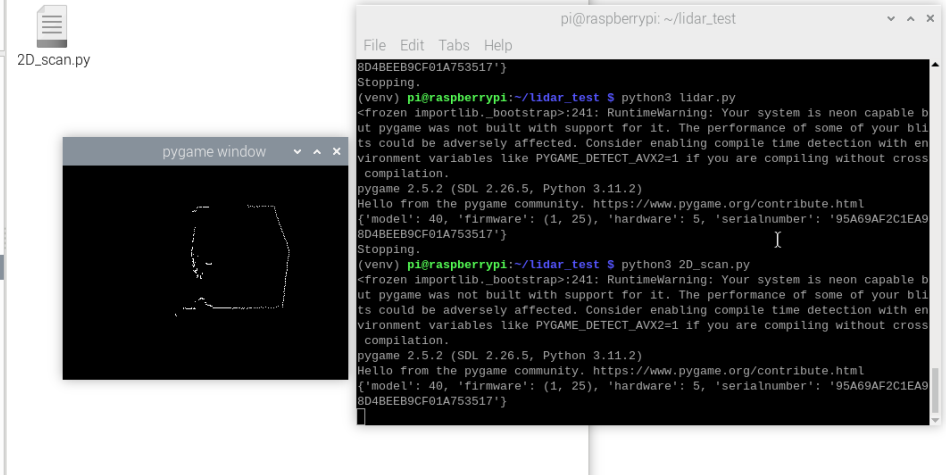 2D_scan.py
pygame window
pi@raspberrypi: ~/lidar_test
File Edit Tabs Help
8D4BEEB9CF01A753517'}
Stopping.
(venv) pi@raspberrypi:~/lidar_test $ python3 lidar.py
<frozen importlib._bootstrap>:241: RuntimeWarning: Your system is neon capable b
ut pygame was not built with support for it. The performance of some of your bli
ts could be adversely affected. Consider enabling compile time detection with en
vironment variables like PYGAME_DETECT_AVX2=1 if you are compiling without cross
 compilation.
pygame 2.5.2 (SDL 2.26.5, Python 3.11.2)
Hello from the pygame community. https://www.pygame.org/contribute.html
{'model': 40, 'firmware': (1, 25), 'hardware': 5, 'serialnumber': '95A69AF2C1EA9
8D4BEEB9CF01A753517'}
Stopping.
(venv) pi@raspberrypi:~/lidar_test $ python3 2D_scan.py
<frozen importlib._bootstrap>:241: RuntimeWarning: Your system is neon capable b
ut pygame was not built with support for it. The performance of some of your bli
ts could be adversely affected. Consider enabling compile time detection with en
vironment variables like PYGAME_DETECT_AVX2=1 if you are compiling without cross
 compilation.
pygame 2.5.2 (SDL 2.26.5, Python 3.11.2)
Hello from the pygame community. https://www.pygame.org/contribute.html
{'model': 40, 'firmware': (1, 25), 'hardware': 5, 'serialnumber': '95A69AF2C1EA9
8D4BEEB9CF01A753517'}